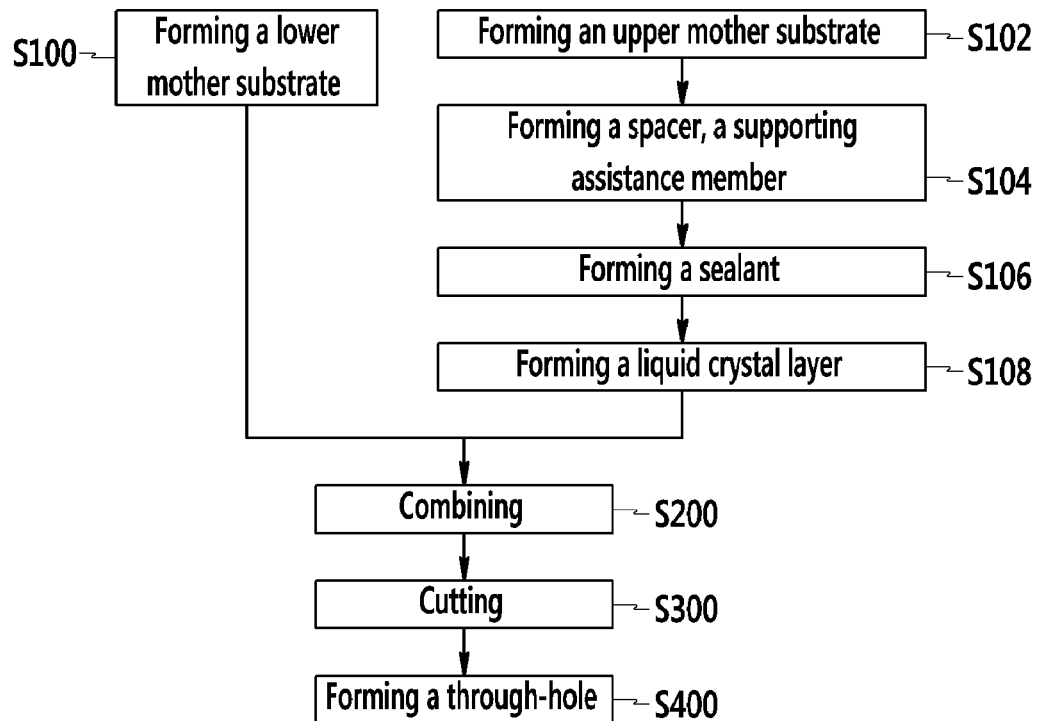 S100
Forming a lower
mother substrate
Forming an upper mother substrate
S102
Forming a spacer, a supporting
assistance member
S104
Forming a sealant
S106
Forming a liquid crystal layer
S108
Combining
S200
Cutting
S300
Forming a through-hole
S400